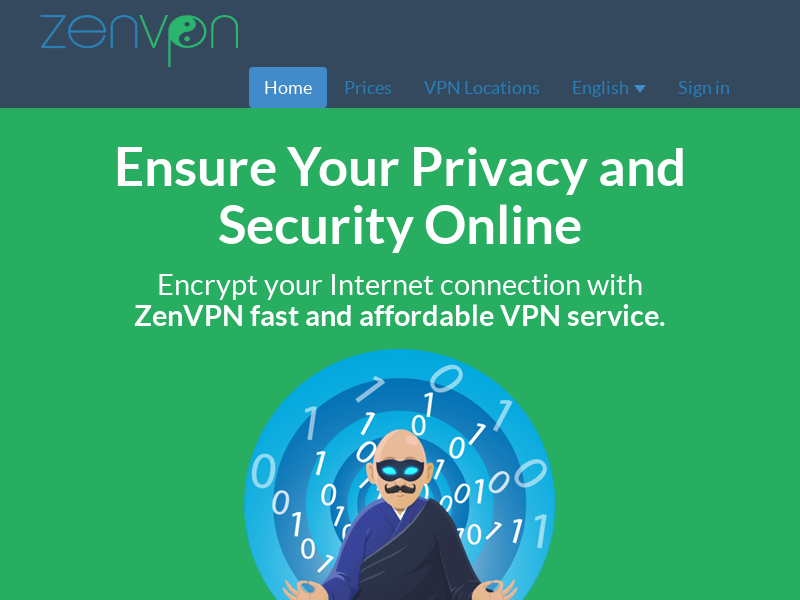 zenvpn
Home Prices VPN Locations English Sign in
Ensure Your Privacy and
Security Online
Encrypt your Internet connection with
ZenVPN fast and affordable VPN service.